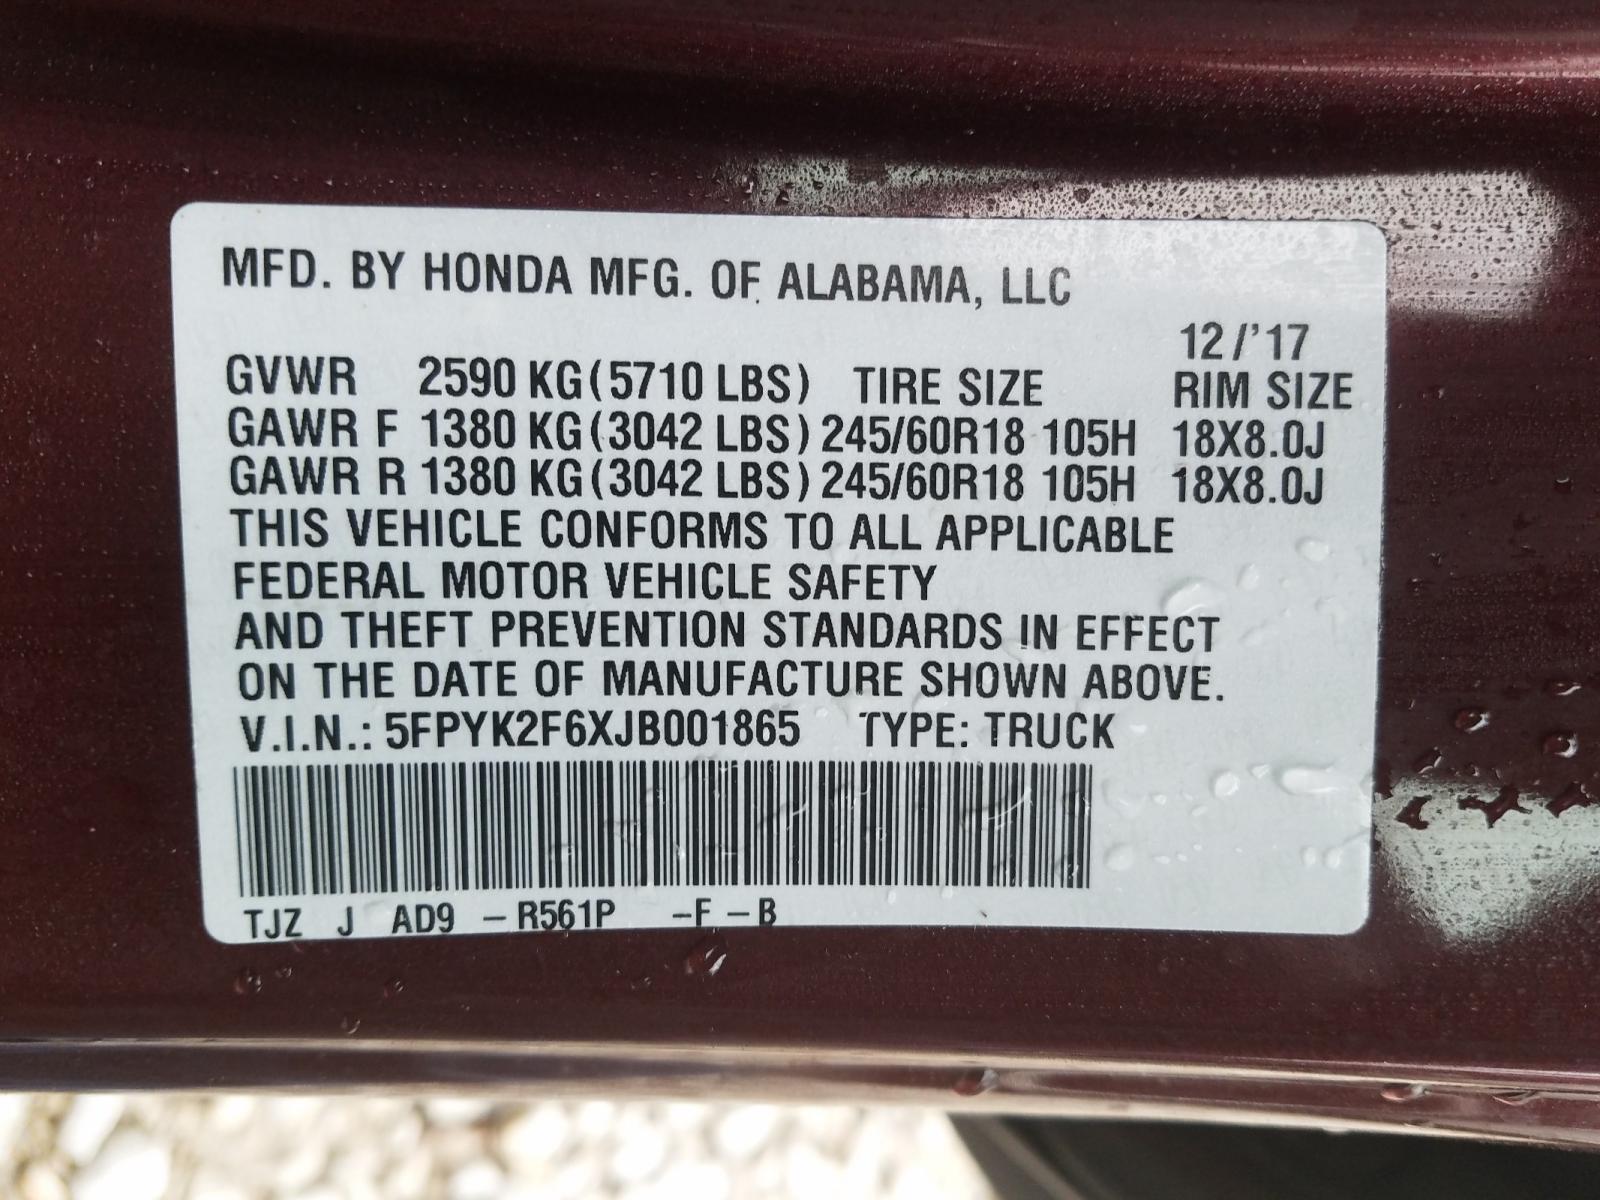 MFD. BY HONDA MFG. OF ALABAMA, LLC
12/'17
GVWR 2590 KG(5710 LBS) TIRE SIZE RIM SIZE
GAWR F 1380 KG(3042 LBS) 245/60R18 105H 18X8.0J
GAWR R 1380 KG(3042 LBS) 245/60R18 105H 18X8.0J
THIS VEHICLE CONFORMS TO ALL APPLICABLE
FEDERAL MOTOR VEHICLE SAFETY
AND THEFT PREVENTION STANDARDS IN EFFECT
ON THE DATE OF MANUFACTURE SHOWN ABOVE.
V.I.N.: 5FPYK2F6XJB001865 TYPE: TRUCK
TJZ J AD9 -R561P -F-B